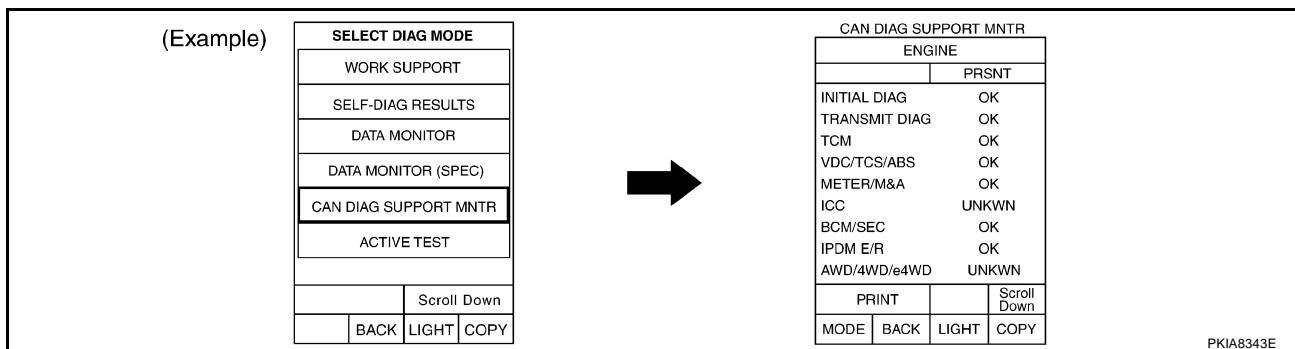 (Example)
SELECT DIAG MODE
WORK SUPPORT
SELF-DIAG RESULTS
DATA MONITOR
DATA MONITOR (SPEC)
CAN DIAG SUPPORT MNTR
ACTIVE TEST
Scroll Down
BACK LIGHT COPY
CAN DIAG SUPPORT MNTR
ENGINE
PRSNT
INITIAL DIAG OK
TRANSMIT DIAG OK
TCM OK
VDC/TCS/ABS OK
METER/M&A OK
ICC UNKWN
BCM/SEC OK
IPDM E/R OK
AWD/4WD/e4WD UNKWN
PRINT Scroll
Down
MODE BACK LIGHT COPY
PKIA8343E